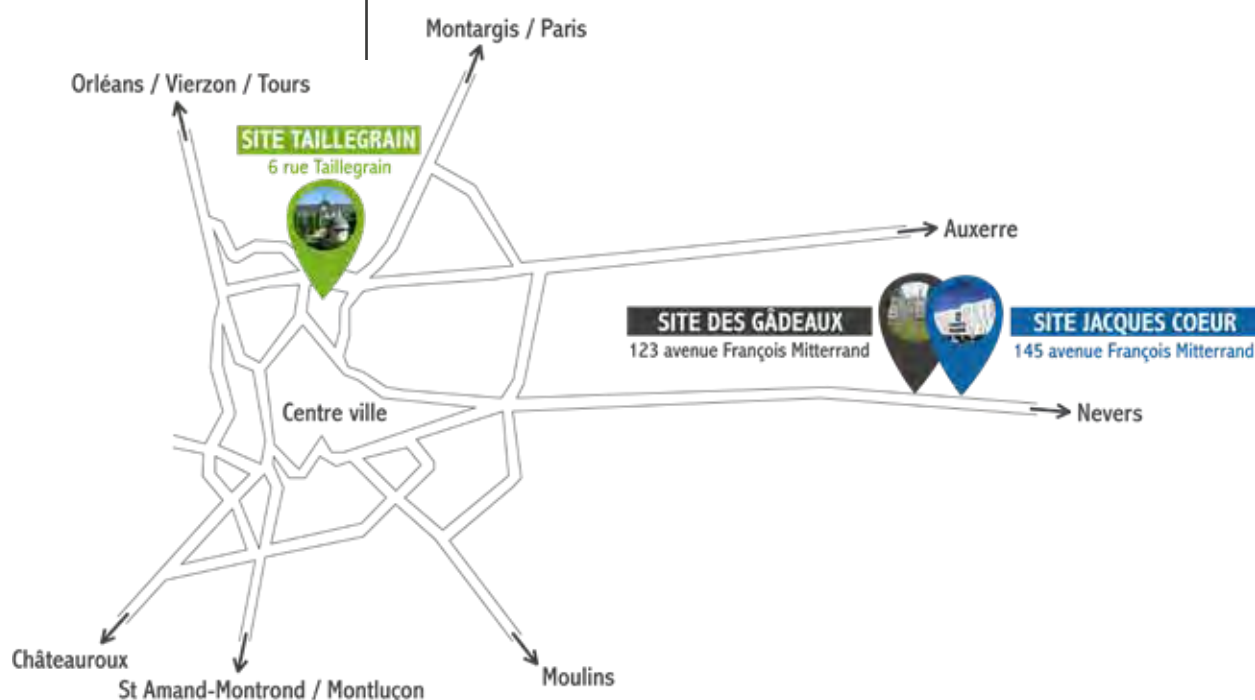 Montargis / Paris
Orléans / Vierzon / Tours
SITE TAILLEGRAIN
6 rue Taillegrain
Auxerre
SITE DES GÂDEAUX
123 avenue François Mitterrand
SITE JACQUES COEUR
145 avenue François Mitterrand
Centre ville
Nevers
Châteauroux
St Amand-Montrond / Montluçon
Moulins